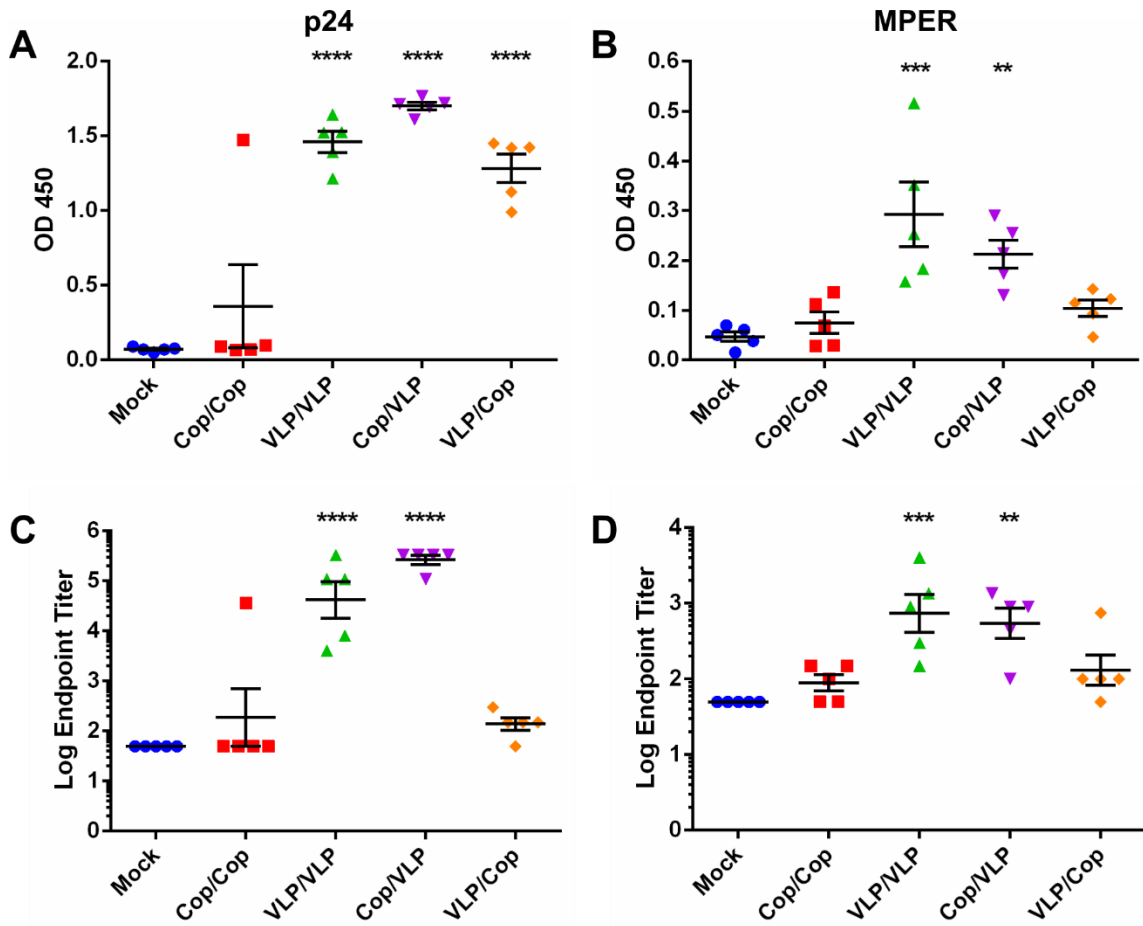 p24
A
**** **** ****
2.0
1.5
1.0
0.5
0.0
OD 450
Mock
Cop/Cop
VLP/VLP
Cop/VLP
VLP/Cop
MPER
B
*** **
0.6
0.5
0.4
0.3
0.2
0.1
0.0
OD 450
Mock
Cop/Cop
VLP/VLP
Cop/VLP
VLP/Cop
C
**** ****
6
5
4
3
2
1
0
Log Endpoint Titer
Mock
Cop/Cop
VLP/VLP
Cop/VLP
VLP/Cop
D
*** **
4
3
2
1
0
Log Endpoint Titer
Mock
Cop/Cop
VLP/VLP
Cop/VLP
VLP/Cop